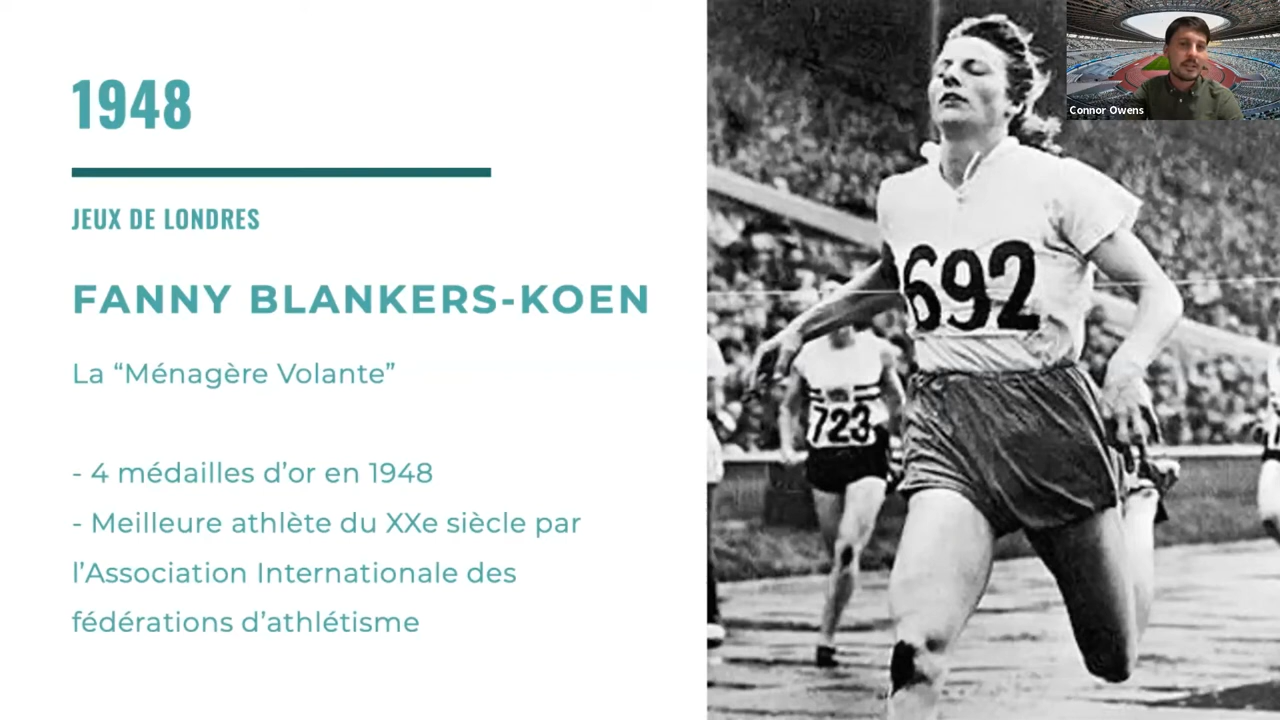 1948
JEUX DE LONDRES
FANNY BLANKERS-KOEN
La “Ménagère Volante”
- 4 médailles d’or en 1948
- Meilleure athlète du XXe siècle par
l’Association Internationale des
fédérations d’athlétisme
Connor Owens
692
723